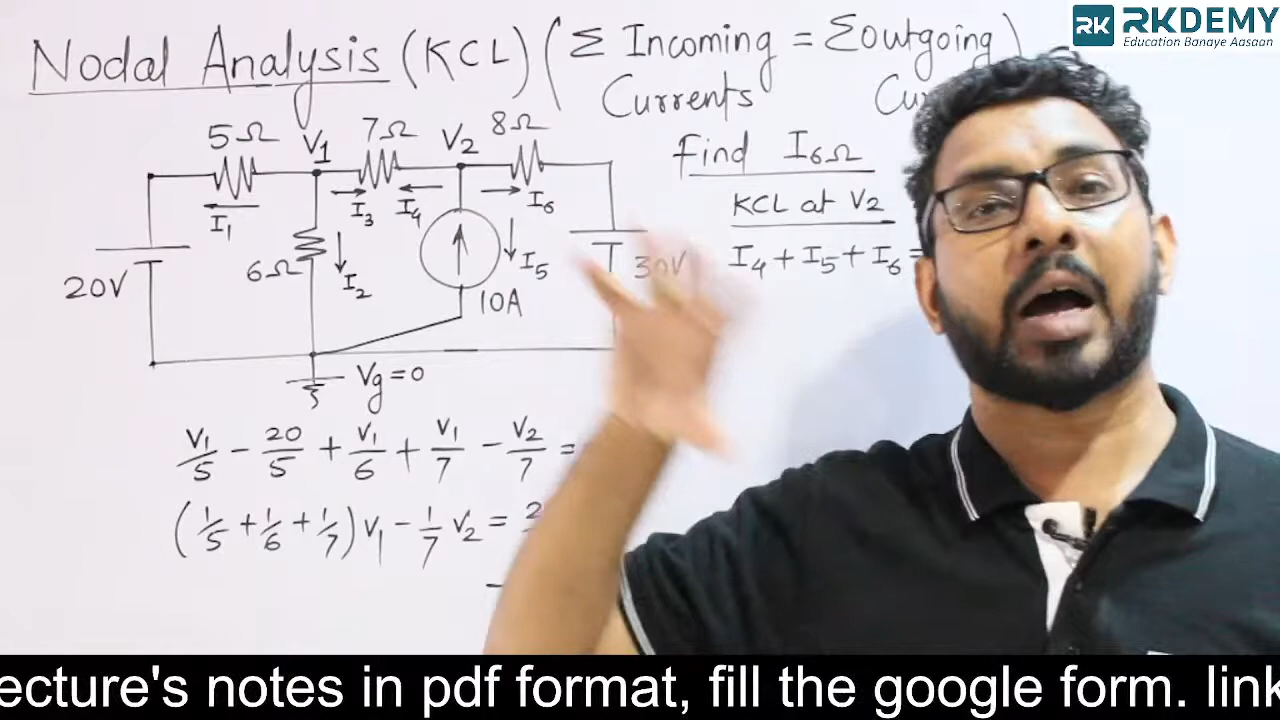 RK RKDEMY
Education Banaye Aasaan
Nodal Analysis (KCL) ( Σ Incoming = Σoutgoing )
Currents
5Ω V1 7Ω V2 8Ω
Find I6Ω
I1 I3 I4 I6
KCL at V2
6Ω I2 I5
I4 + I5 + I6 =
20V 10A 30V
Vg = 0
V1/5 - 20/5 + V1/6 + V1/7 - V2/7 =
(1/5 + 1/6 + 1/7) V1 - 1/7 V2 =
ecture's notes in pdf format, fill the google form. link